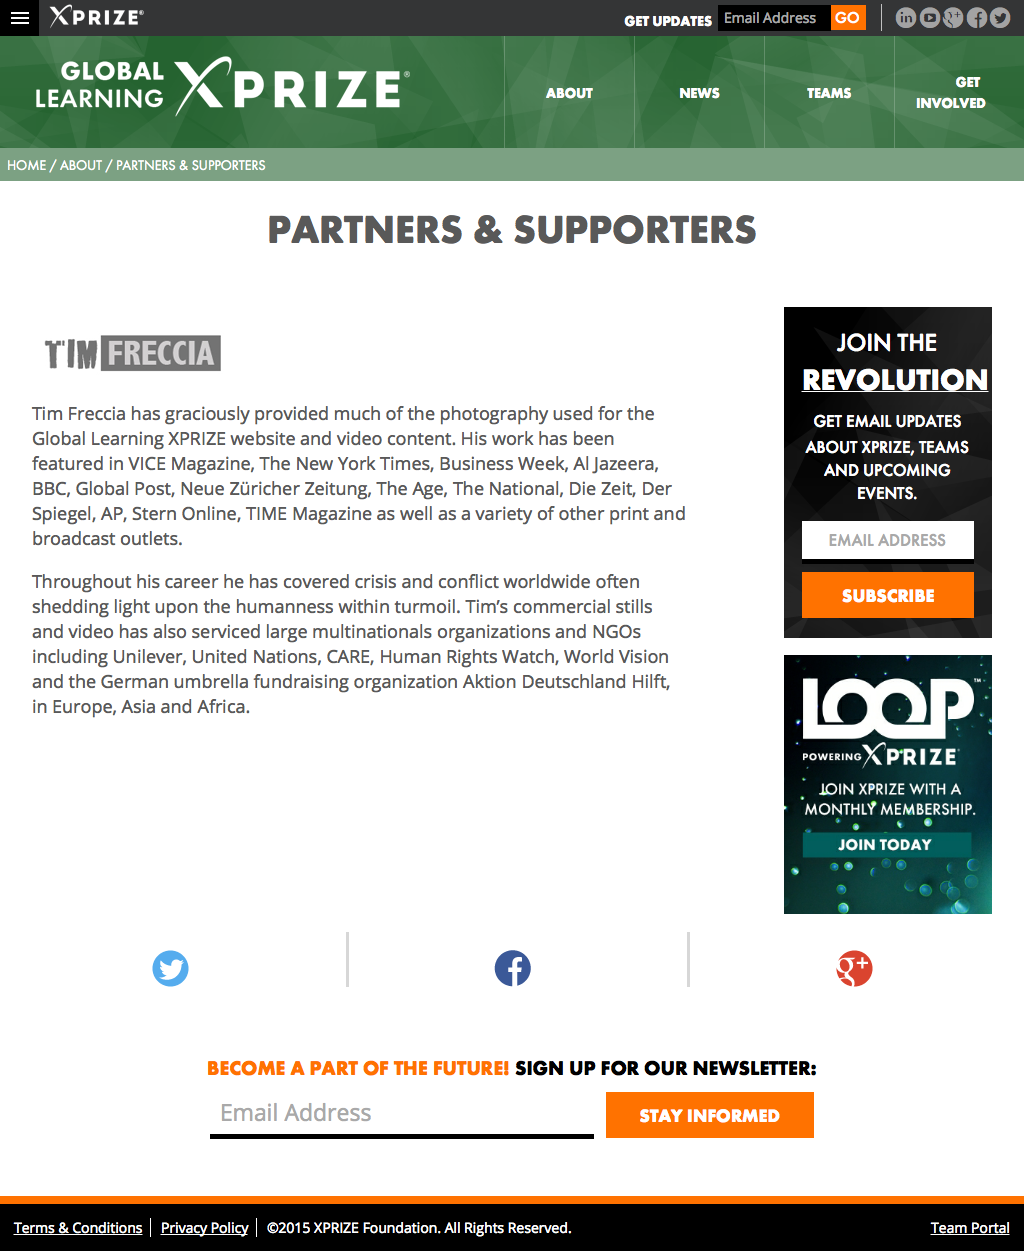 XPRIZE®
GET UPDATES Email Address GO
GLOBAL
LEARNING
XPRIZE®
ABOUT
NEWS
TEAMS
GET
INVOLVED
HOME / ABOUT / PARTNERS & SUPPORTERS
PARTNERS & SUPPORTERS
TIM FRECCIA
Tim Freccia has graciously provided much of the photography used for the
Global Learning XPRIZE website and video content. His work has been
featured in VICE Magazine, The New York Times, Business Week, Al Jazeera,
BBC, Global Post, Neue Züricher Zeitung, The Age, The National, Die Zeit, Der
Spiegel, AP, Stern Online, TIME Magazine as well as a variety of other print and
broadcast outlets.
Throughout his career he has covered crisis and conflict worldwide often
shedding light upon the humanness within turmoil. Tim’s commercial stills
and video has also serviced large multinationals organizations and NGOs
including Unilever, United Nations, CARE, Human Rights Watch, World Vision
and the German umbrella fundraising organization Aktion Deutschland Hilft,
in Europe, Asia and Africa.
JOIN THE
REVOLUTION
GET EMAIL UPDATES
ABOUT XPRIZE, TEAMS
AND UPCOMING
EVENTS.
EMAIL ADDRESS
SUBSCRIBE
LOOP™
POWERING XPRIZE
JOIN XPRIZE WITH A
MONTHLY MEMBERSHIP.
JOIN TODAY
BECOME A PART OF THE FUTURE! SIGN UP FOR OUR NEWSLETTER:
Email Address
STAY INFORMED
Terms & Conditions | Privacy Policy | ©2015 XPRIZE Foundation. All Rights Reserved.
Team Portal